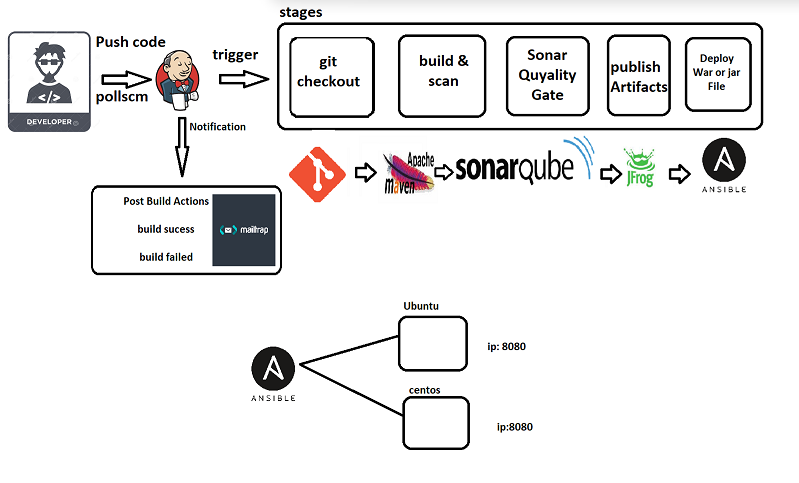 stages
Push code
pollscm
trigger
git
checkout
build &
scan
Sonar
Quyality
Gate
publish
Artifacts
Deploy
War or jar
File
</>
DEVELOPER
Notification
Apache
maven
sonarqube
JFrog
A
ANSIBLE
Post Build Actions
build sucess
build failed
mailtrap
Ubuntu
ip: 8080
A
ANSIBLE
centos
ip:8080